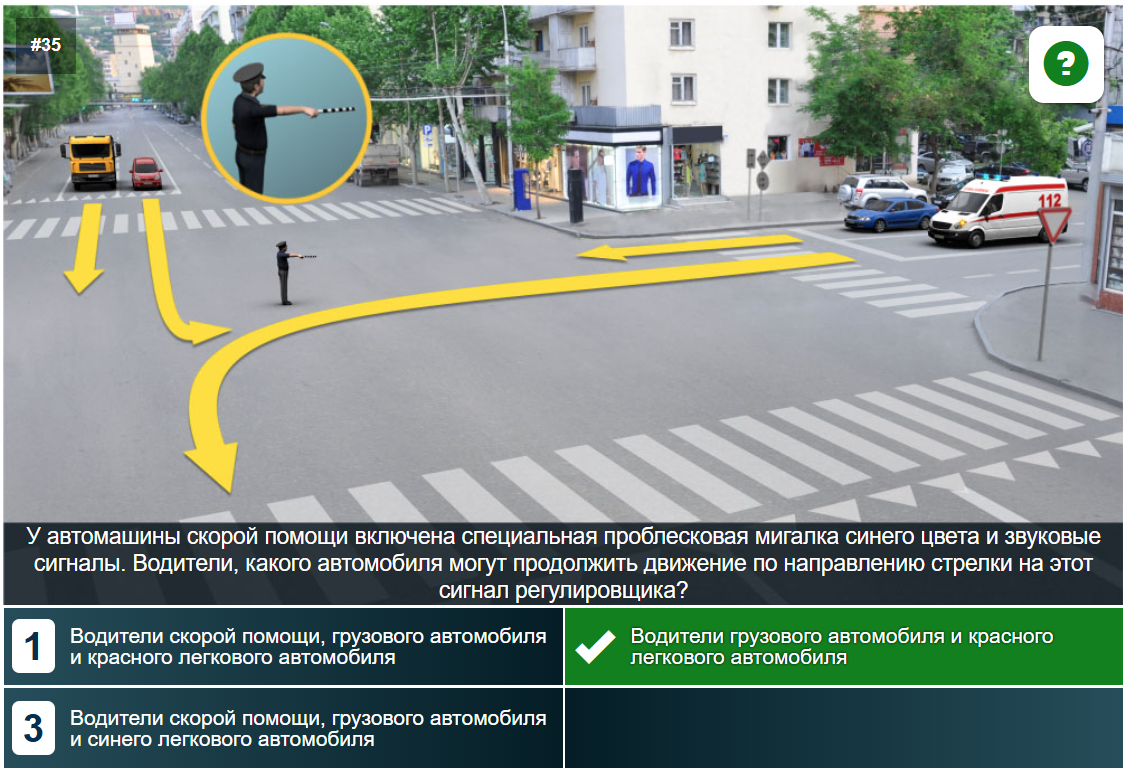 #35
?
112
P
У автомашины скорой помощи включена специальная проблесковая мигалка синего цвета и звуковые
сигналы. Водители, какого автомобиля могут продолжить движение по направлению стрелки на этот
сигнал регулировщика?
1
Водители скорой помощи, грузового автомобиля
и красного легкового автомобиля
Водители грузового автомобиля и красного
легкового автомобиля
3
Водители скорой помощи, грузового автомобиля
и синего легкового автомобиля